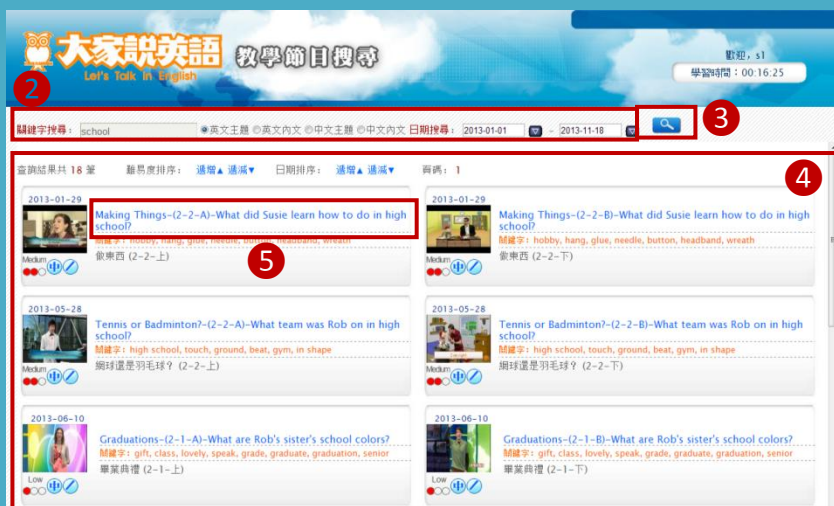 大家說英語
Let's Talk in English
教學節目搜尋
歡迎，s1
學習時間：00:16:25
2
關鍵字搜尋： school 英文主題 英文內文 中文主題 中文內文 日期搜尋： 2013-01-01 - 2013-11-18
3
4
查詢結果共 18 筆 難易度排序： 遞增▲ 遞減▼ 日期排序： 遞增▲ 遞減▼ 頁碼： 1
2013-01-29
Making Things-(2-2-A)-What did Susie learn how to do in high
school?
關鍵字: hobby, hang, glue, needle, button, headband, wreath
做東西 (2-2-上)
Medium
中
5
2013-01-29
Making Things-(2-2-B)-What did Susie learn how to do in high
school?
關鍵字: hobby, hang, glue, needle, button, headband, wreath
做東西 (2-2-下)
Medium
中
2013-05-28
Tennis or Badminton?-(2-2-A)-What team was Rob on in high
school?
關鍵字: high school, touch, ground, beat, gym, in shape
網球還是羽毛球？ (2-2-上)
Medium
中
2013-05-28
Tennis or Badminton?-(2-2-B)-What team was Rob on in high
school?
關鍵字: high school, touch, ground, beat, gym, in shape
網球還是羽毛球？ (2-2-下)
Medium
中
2013-06-10
Graduations-(2-1-A)-What are Rob's sister's school colors?
關鍵字: gift, class, lovely, speak, grade, graduate, graduation, senior
畢業典禮 (2-1-上)
Low
中
2013-06-10
Graduations-(2-1-B)-What are Rob's sister's school colors?
關鍵字: gift, class, lovely, speak, grade, graduate, graduation, senior
畢業典禮 (2-1-下)
Low
中